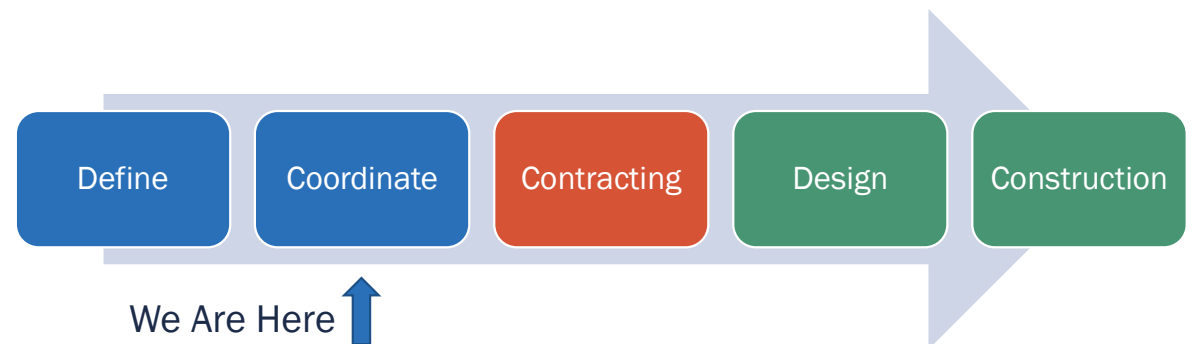 Define
Coordinate
Contracting
Design
Construction
We Are Here